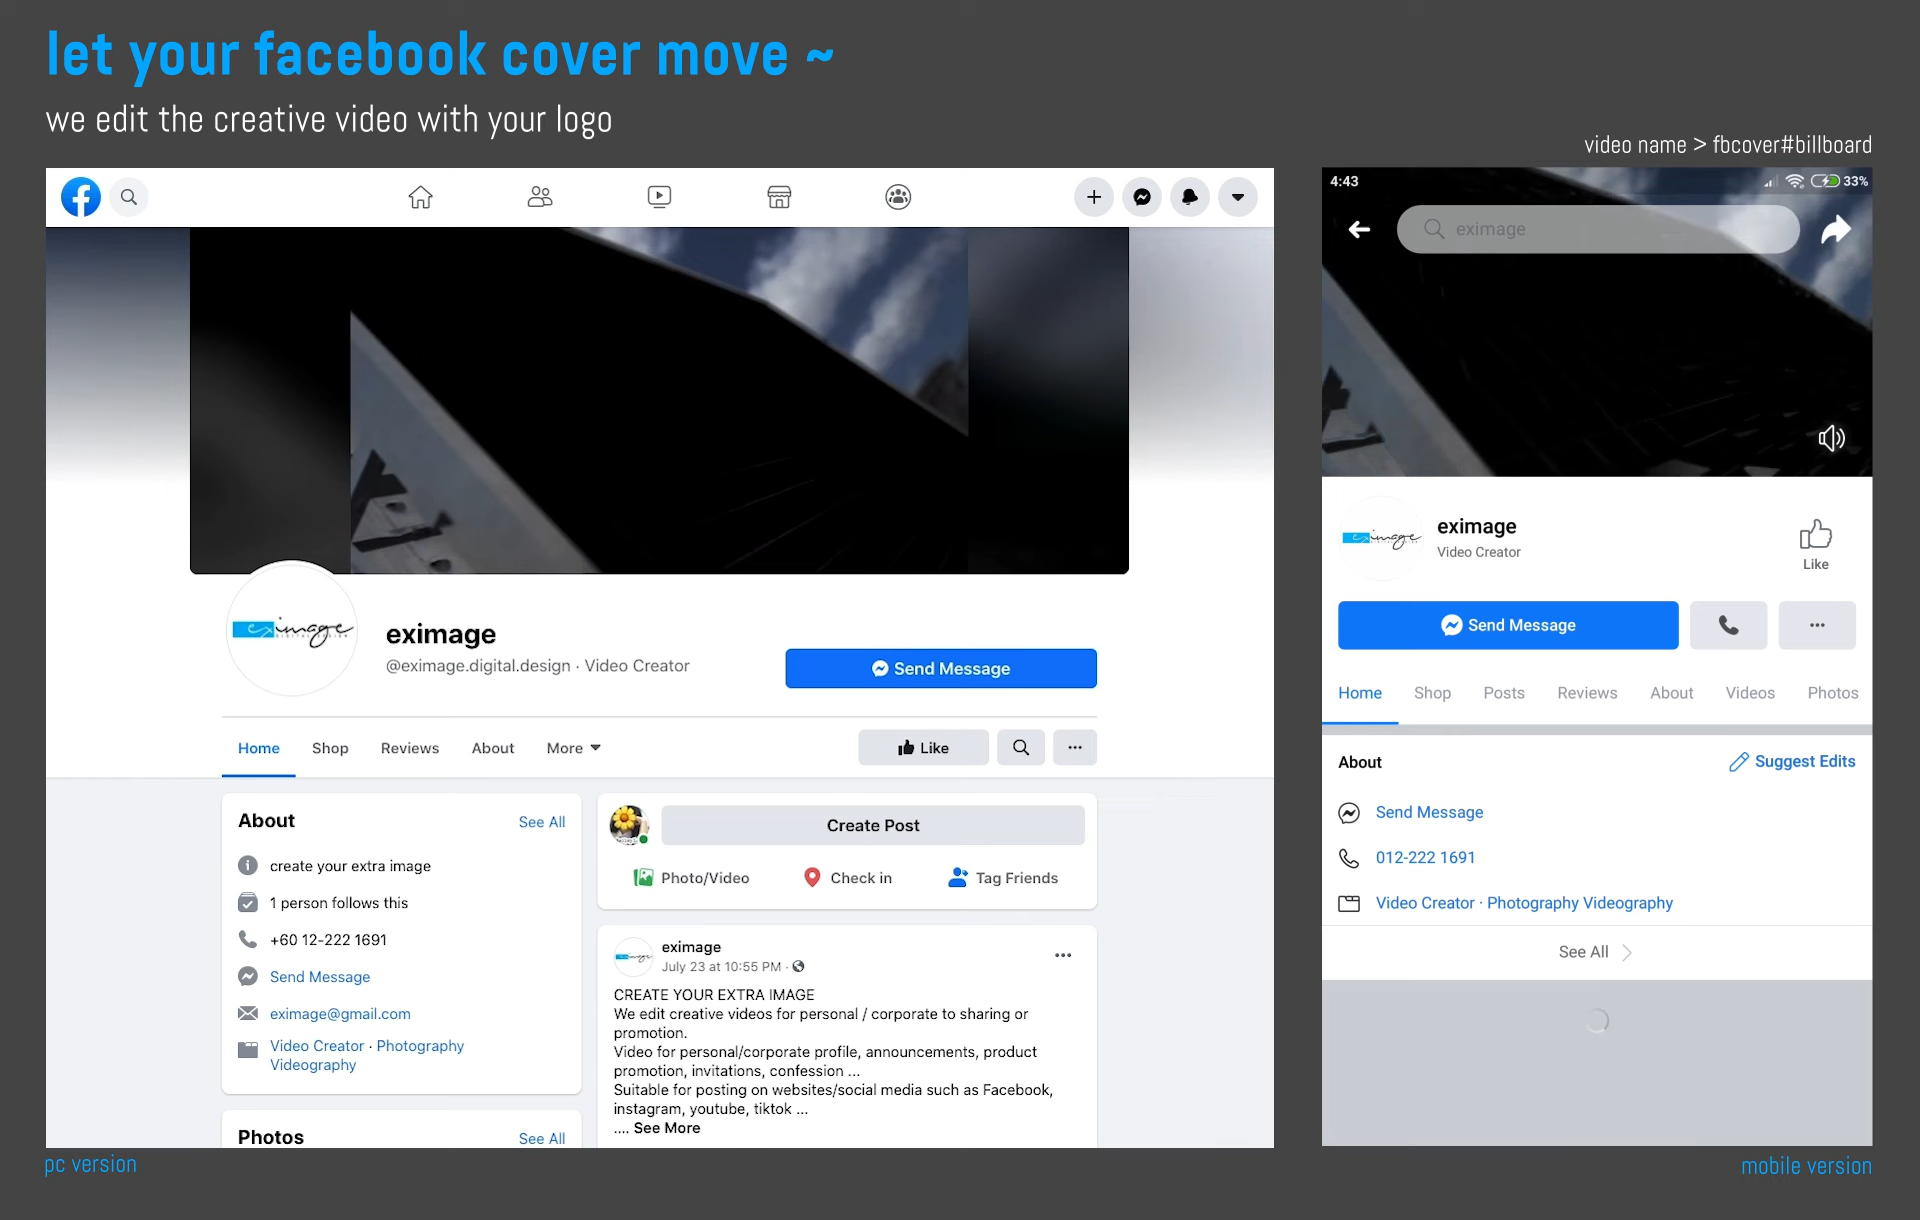 let your facebook cover move ~
we edit the creative video with your logo
video name > fbcover#billboard
eximage
eximage
@eximage.digital.design · Video Creator
Send Message
Home Shop Reviews About More
Like
About See All
create your extra image
1 person follows this
+60 12-222 1691
Send Message
eximage@gmail.com
Video Creator · Photography
Videography
Photos See All
Create Post
Photo/Video Check in Tag Friends
eximage
July 23 at 10:55 PM ·
CREATE YOUR EXTRA IMAGE
We edit creative videos for personal / corporate to sharing or
promotion.
Video for personal/corporate profile, announcements, product
promotion, invitations, confession ...
Suitable for posting on websites/social media such as Facebook,
instagram, youtube, tiktok ...
.... See More
pc version
4:43 33%
eximage
eximage
eximage
Video Creator
Like
Send Message
Home Shop Posts Reviews About Videos Photos
About Suggest Edits
Send Message
012-222 1691
Video Creator · Photography Videography
See All
mobile version